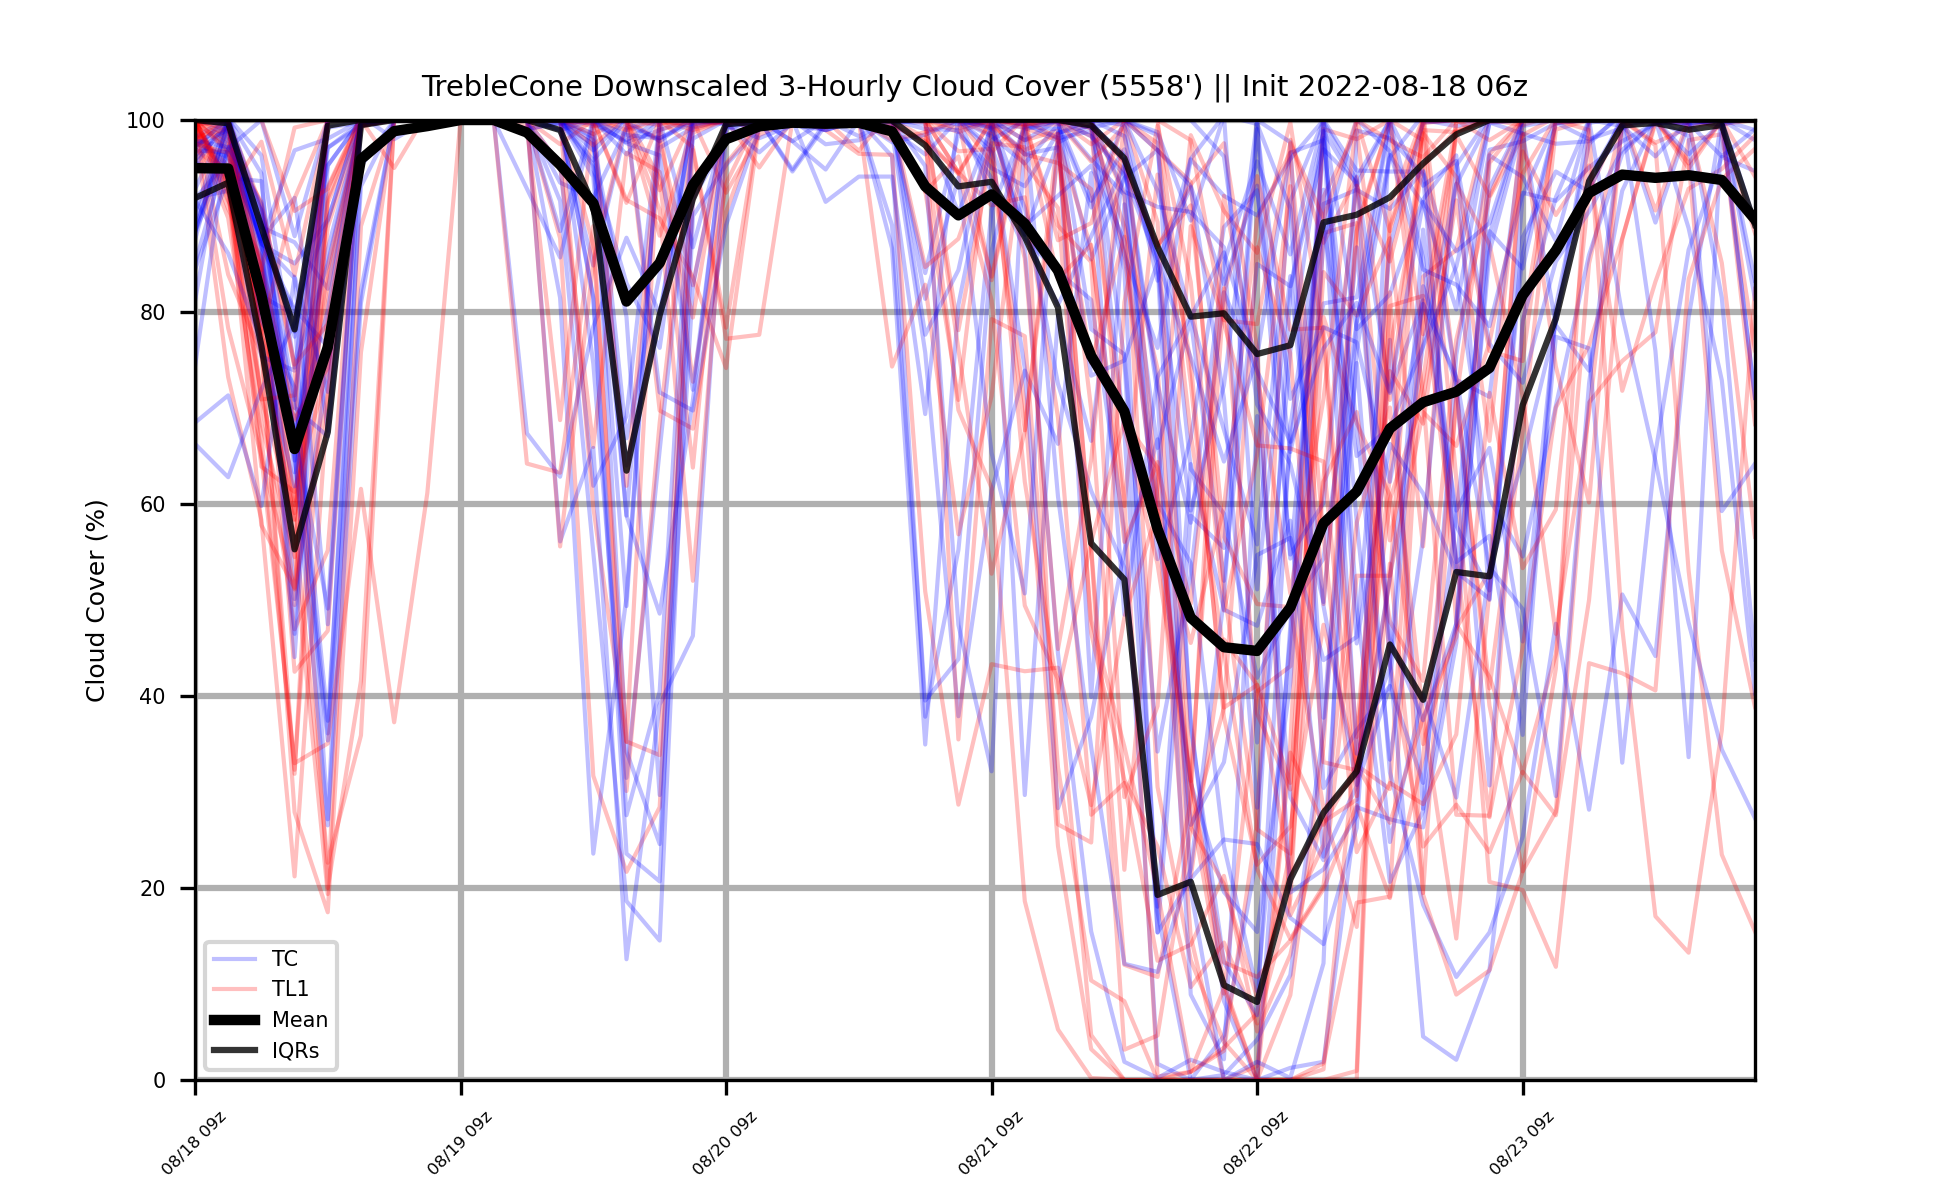 TrebleCone Downscaled 3-Hourly Cloud Cover (5558') || Init 2022-08-18 06z
Cloud Cover (%)
100
80
60
40
20
0
TC
TL1
Mean
IQRs
08/18 09z
08/19 09z
08/20 09z
08/21 09z
08/22 09z
08/23 09z